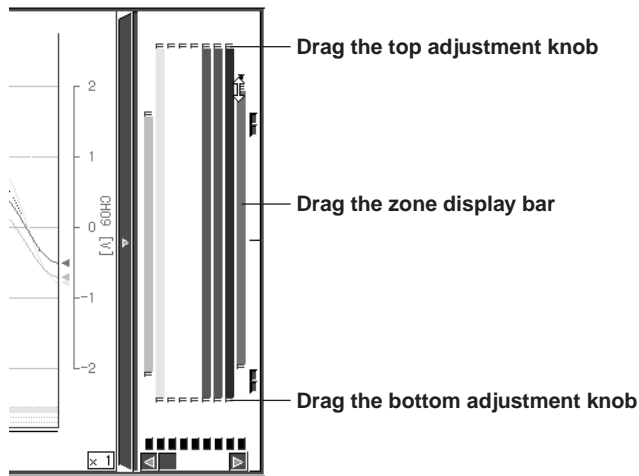 Drag the top adjustment knob
2
1
0
-1
-2
CH09 [V]
Drag the zone display bar
Drag the bottom adjustment knob
× 1